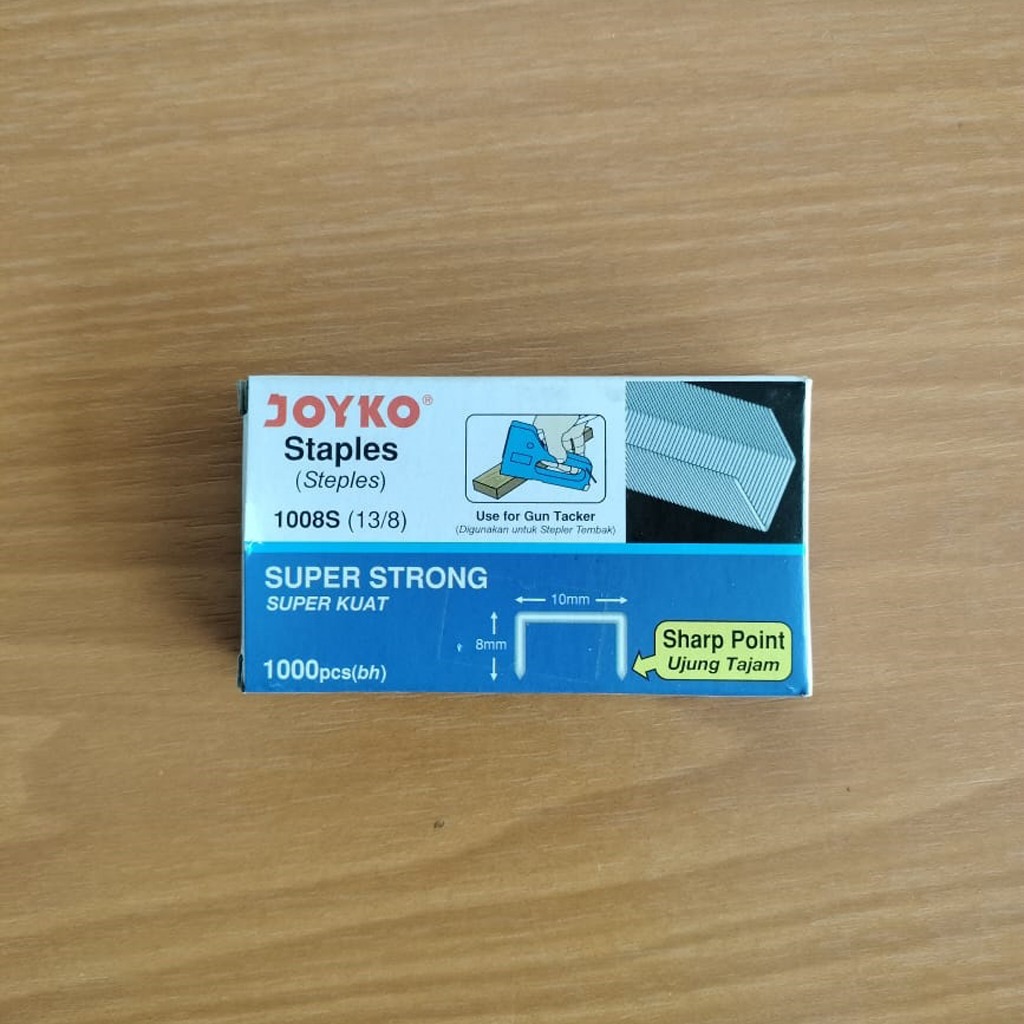 JOYKO®
Staples
(Steples)
1008S (13/8)
Use for Gun Tacker
(Digunakan untuk Stepler Tembak)
SUPER STRONG
SUPER KUAT
10mm
8mm
1000pcs(bh)
Sharp Point
Ujung Tajam